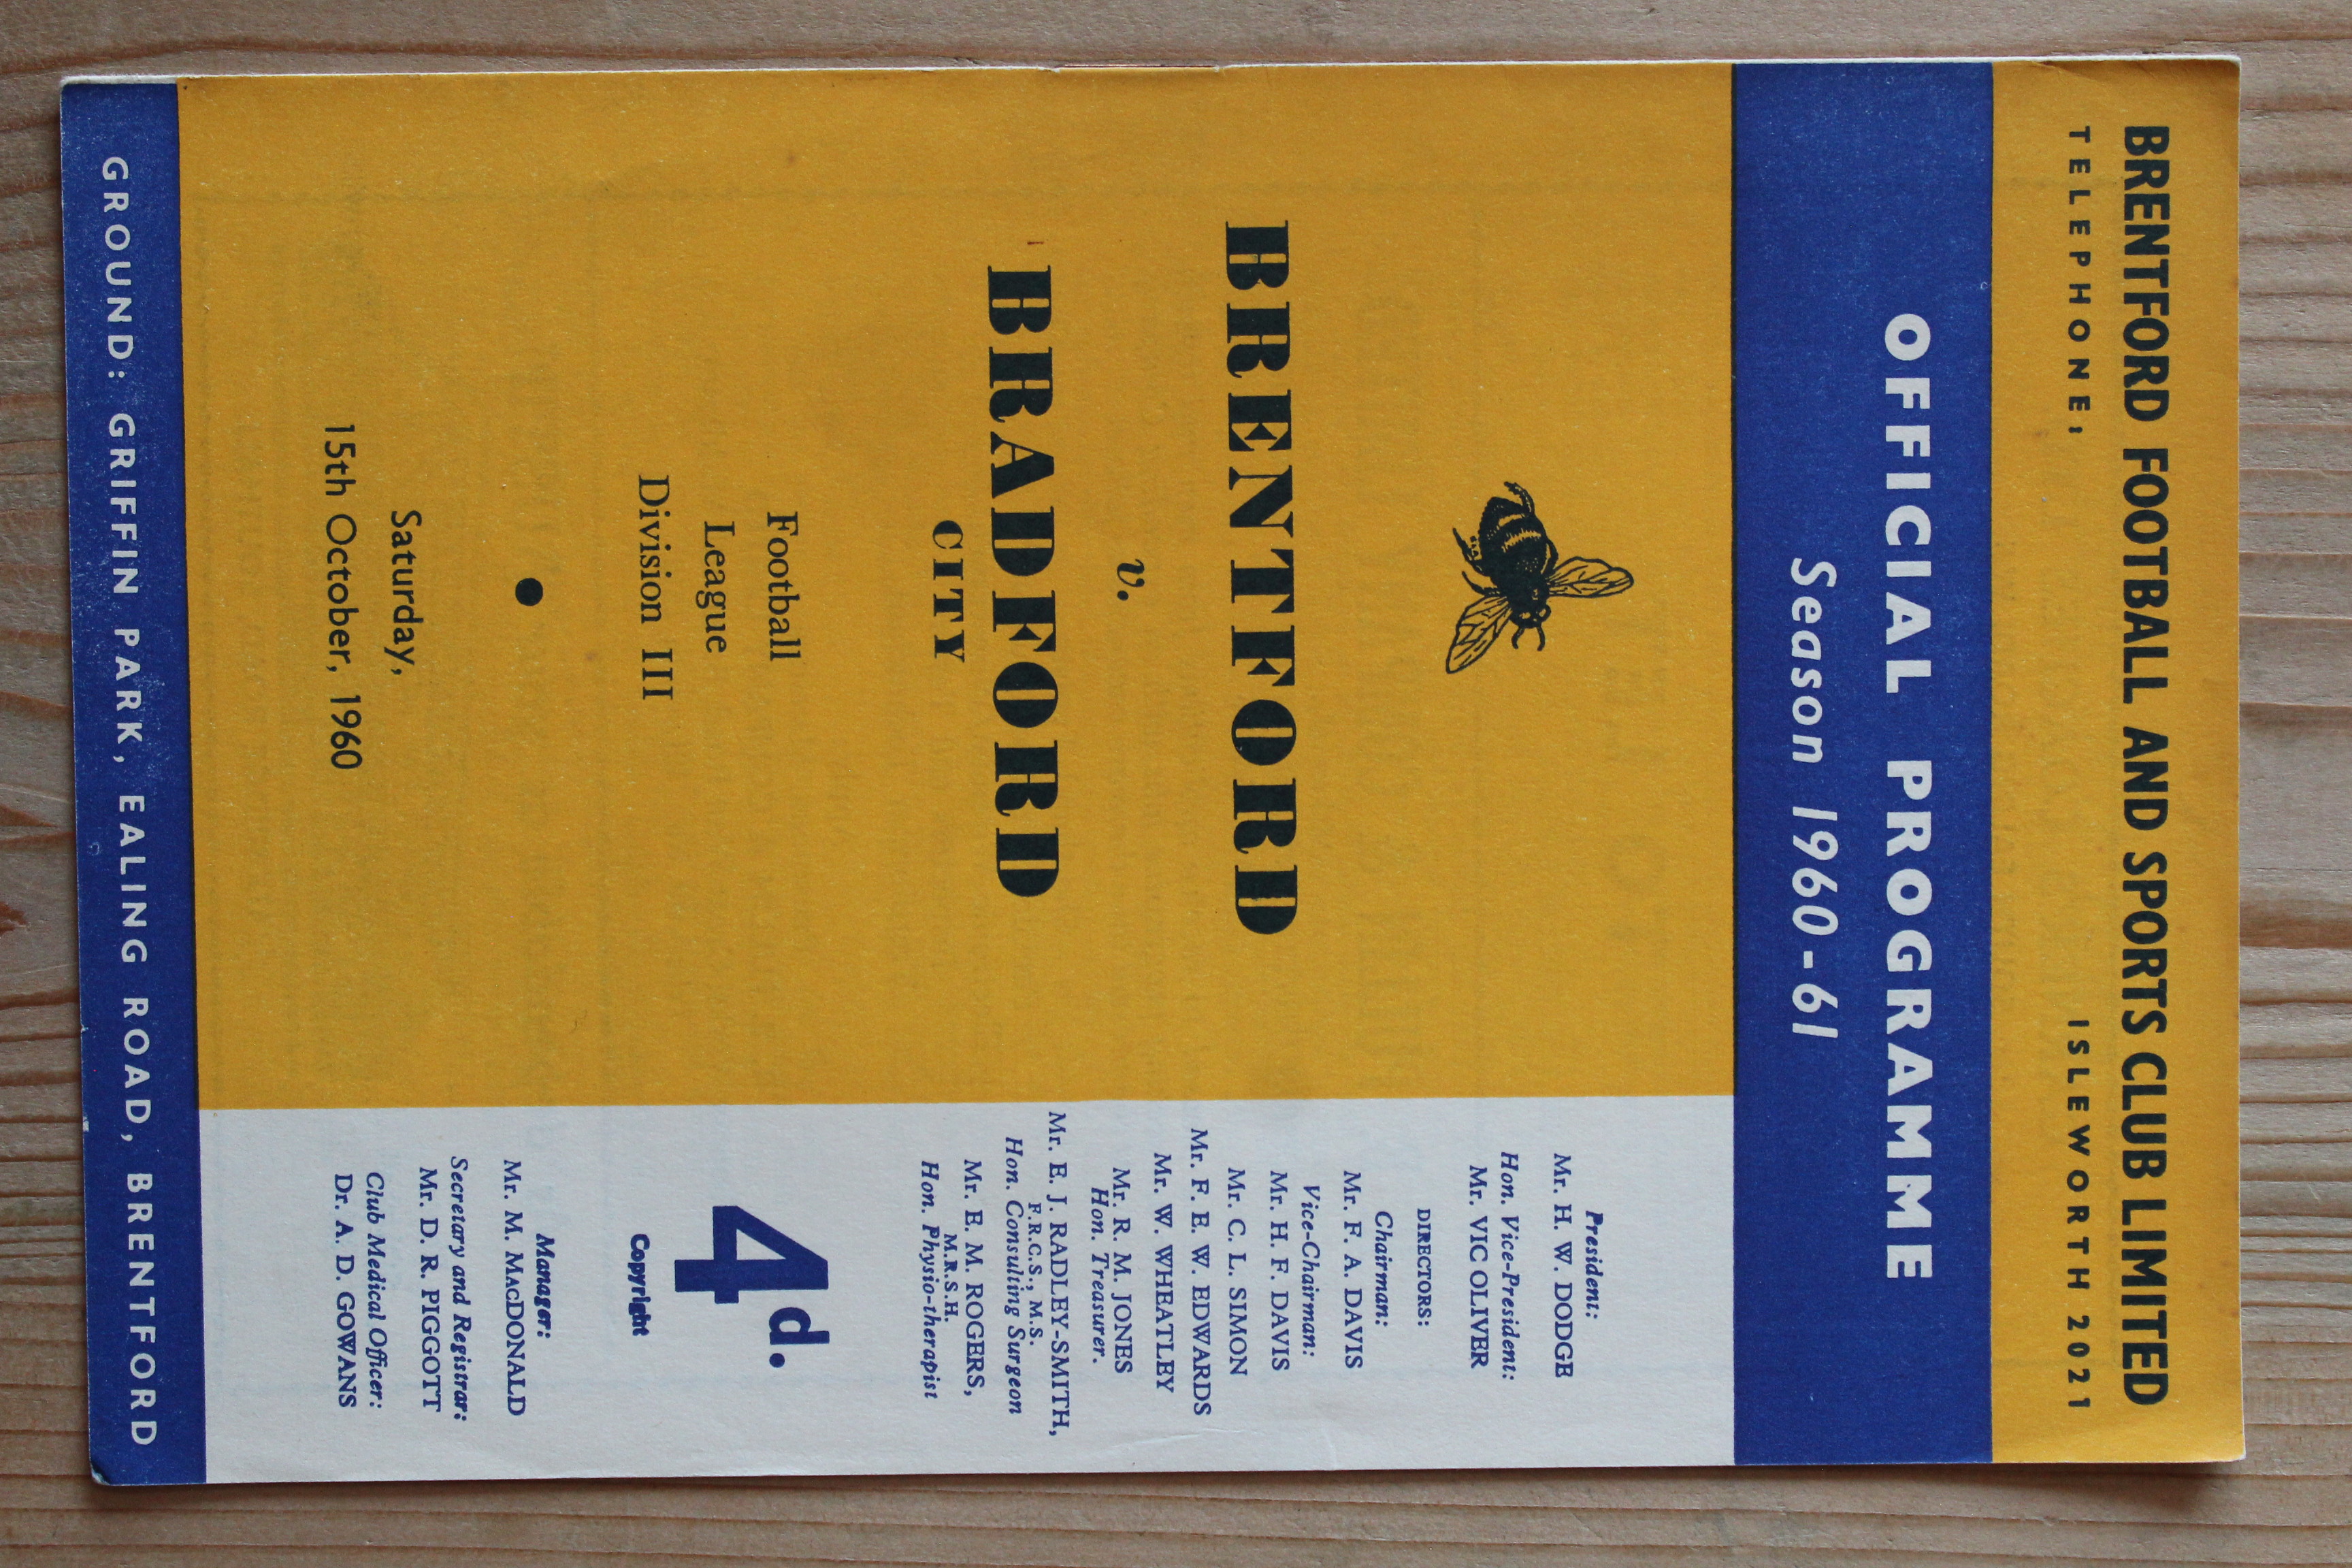 BRENTFORD FOOTBALL AND SPORTS CLUB LIMITED
TELEPHONE: ISLEWORTH 2021
OFFICIAL PROGRAMME
Season 1960-61
BRENTFORD
v.
BRADFORD
CITY
Football
League
Division III
Saturday,
15th October, 1960
President:
Mr. H. W. DODGE
Hon. Vice-President:
Mr. VIC OLIVER
DIRECTORS:
Chairman:
Mr. F. A. DAVIS
Vice-Chairman:
Mr. H. F. DAVIS
Mr. C. L. SIMON
Mr. F. E. W. EDWARDS
Mr. W. WHEATLEY
Mr. R. M. JONES
Hon. Treasurer.
Mr. E. J. RADLEY-SMITH,
F.R.C.S., M.S.
Hon. Consulting Surgeon
Mr. E. M. ROGERS,
M.R.S.H.
Hon. Physio-therapist
4d.
Copyright
Manager:
Mr. M. MacDONALD
Secretary and Registrar:
Mr. D. R. PIGGOTT
Club Medical Officer:
Dr. A. D. GOWANS
GROUND: GRIFFIN PARK, EALING ROAD, BRENTFORD